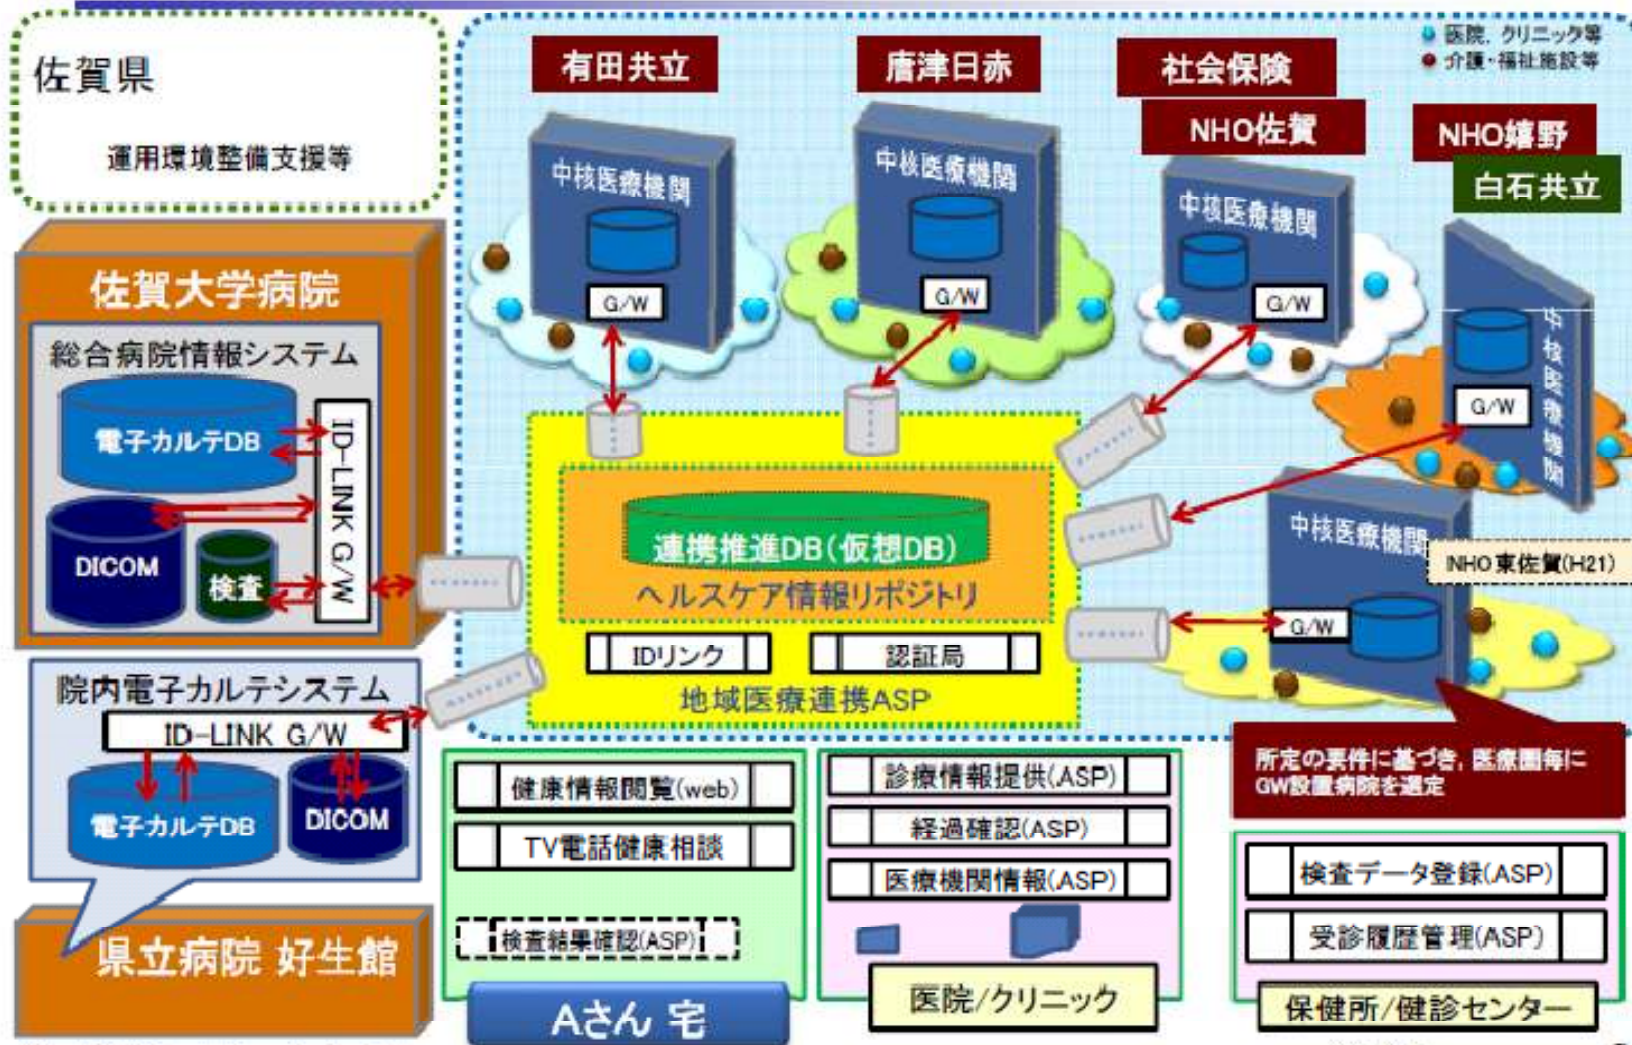 佐賀県
運用環境整備支援等
有田共立
唐津日赤
社会保険
NHO佐賀
NHO嬉野
白石共立
医院, クリニック等
介護・福祉施設等
中核医療機関
G/W
中核医療機関
G/W
中核医療機関
G/W
中核医療機関
G/W
中核医療機関
G/W
NHO東佐賀(H21)
佐賀大学病院
総合病院情報システム
電子カルテDB
DICOM
検査
ID-LINK G/W
連携推進DB(仮想DB)
ヘルスケア情報リポジトリ
IDリンク
認証局
地域医療連携ASP
院内電子カルテシステム
ID-LINK G/W
電子カルテDB
DICOM
県立病院 好生館
健康情報閲覧(web)
TV電話健康相談
検査結果確認(ASP)
Aさん 宅
診療情報提供(ASP)
経過確認(ASP)
医療機関情報(ASP)
医院/クリニック
所定の要件に基づき, 医療圏毎に
GW設置病院を選定
検査データ登録(ASP)
受診履歴管理(ASP)
保健所/健診センター